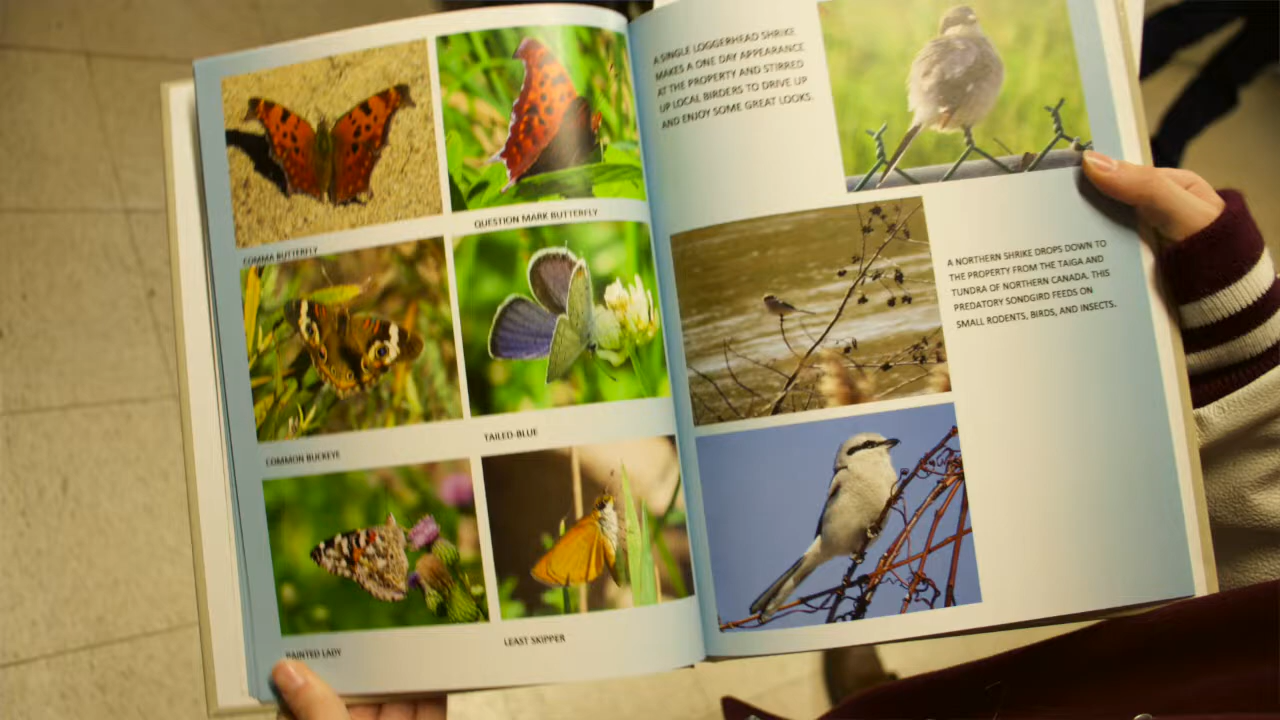 COMMA BUTTERFLY
QUESTION MARK BUTTERFLY
COMMON BUCKEYE
TAILED-BLUE
PAINTED LADY
LEAST SKIPPER
A SINGLE LOGGERHEAD SHRIKE
MAKES A ONE DAY APPEARANCE
AT THE PROPERTY AND STIRRED
UP LOCAL BIRDERS TO DRIVE UP
AND ENJOY SOME GREAT LOOKS.
A NORTHERN SHRIKE DROPS DOWN TO
THE PROPERTY FROM THE TAIGA AND
TUNDRA OF NORTHERN CANADA. THIS
PREDATORY SONDGIRD FEEDS ON
SMALL RODENTS, BIRDS, AND INSECTS.